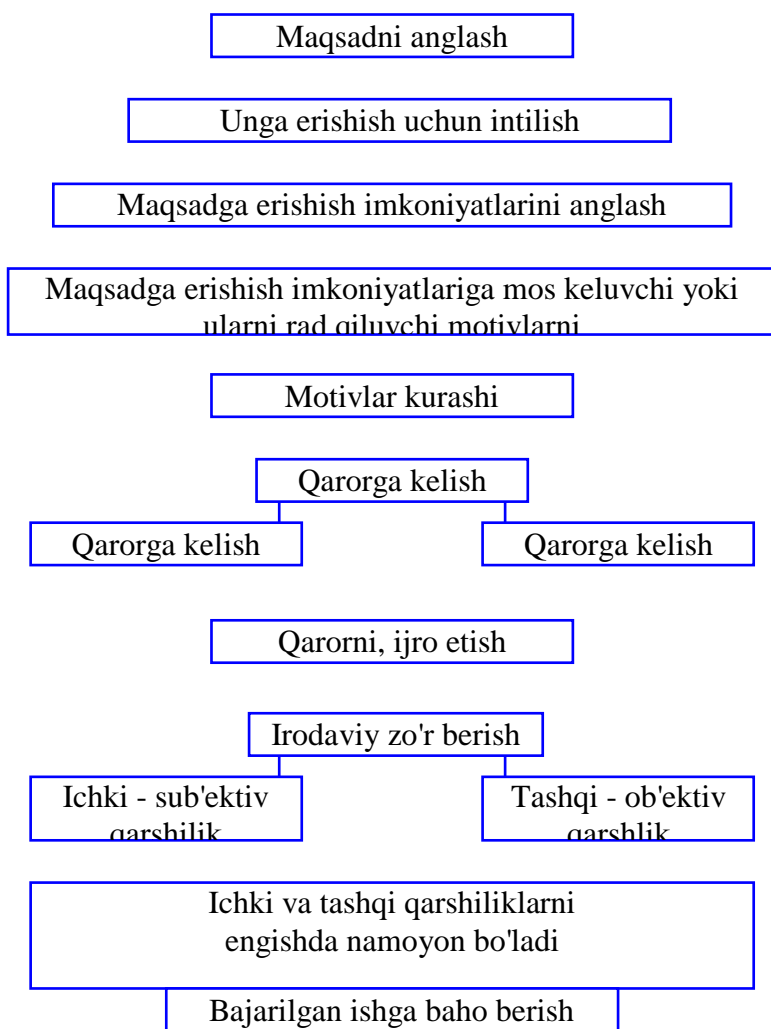 Maqsadni anglash
Unga erishish uchun intilish
Maqsadga erishish imkoniyatlarini anglash
Maqsadga erishish imkoniyatlariga mos keluvchi yoki
ularni rad qiluvchi motivlarni
Motivlar kurashi
Qarorga kelish
Qarorga kelish
Qarorga kelish
Qarorni, ijro etish
Irodaviy zo'r berish
Ichki - sub'ektiv
qarshilik
Tashqi - ob'ektiv
qarshlik
Ichki va tashqi qarshiliklarni
engishda namoyon bo'ladi
Bajarilgan ishga baho berish